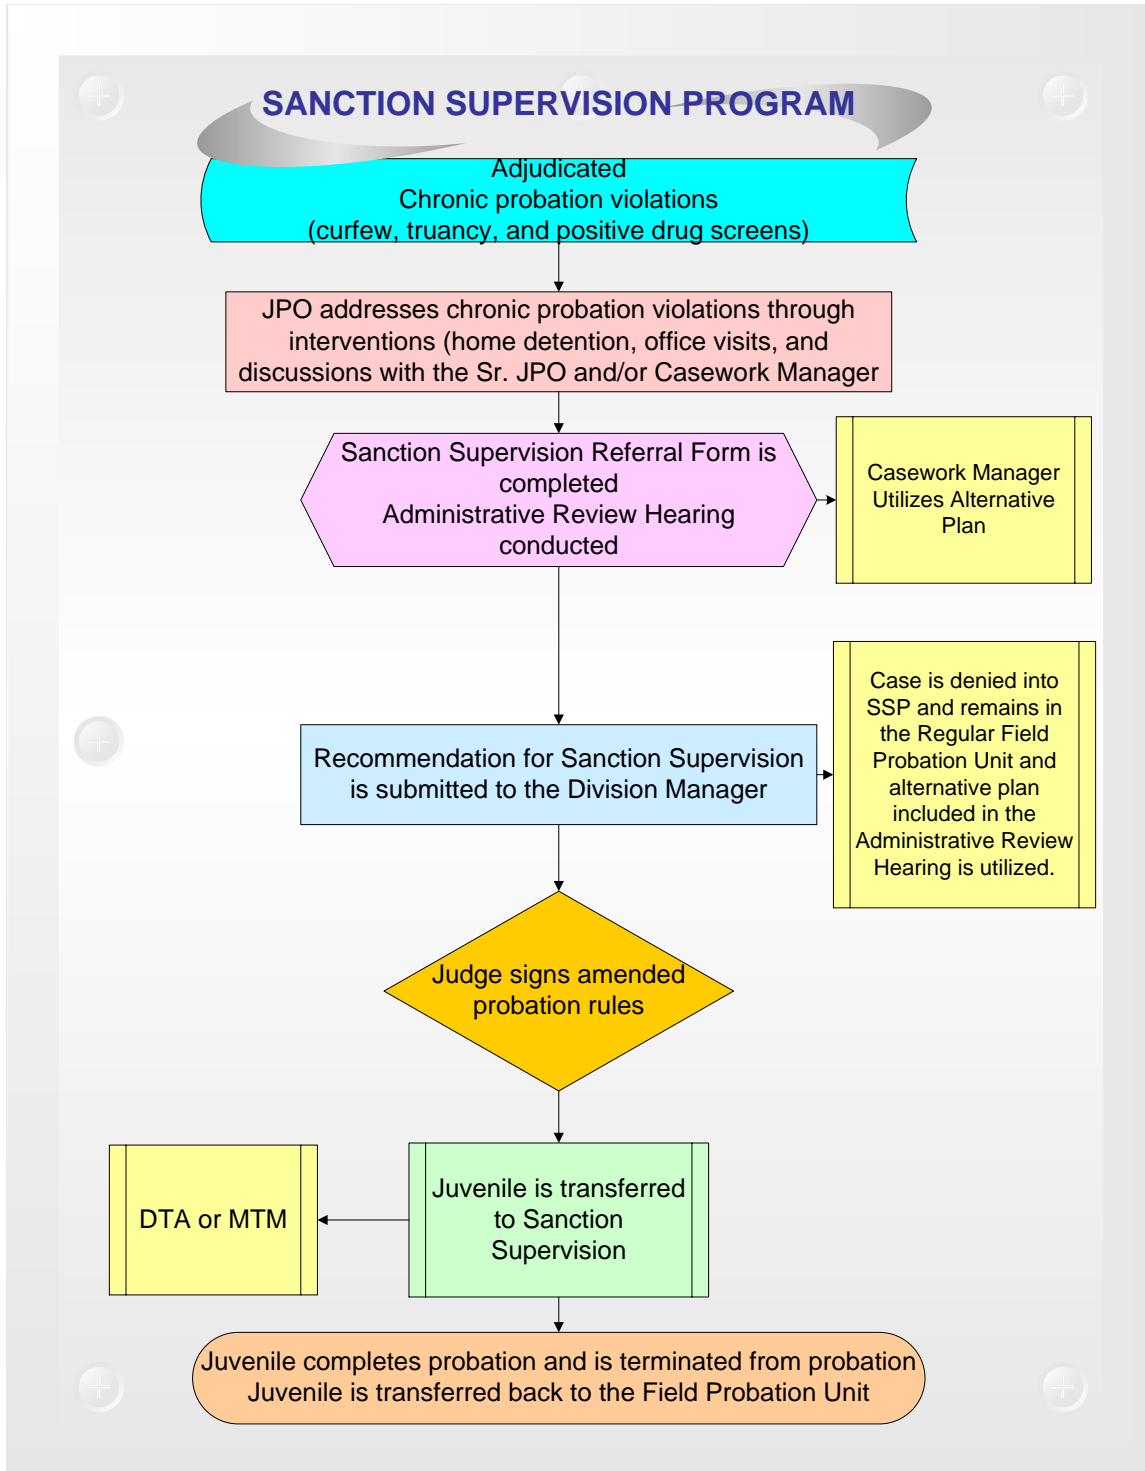 SANCTION SUPERVISION PROGRAM
Adjudicated
Chronic probation violations
(curfew, truancy, and positive drug screens)
JPO addresses chronic probation violations through
interventions (home detention, office visits, and
discussions with the Sr. JPO and/or Casework Manager
Sanction Supervision Referral Form is
completed
Administrative Review Hearing
conducted
Casework Manager
Utilizes Alternative
Plan
Recommendation for Sanction Supervision
is submitted to the Division Manager
Case is denied into
SSP and remains in
the Regular Field
Probation Unit and
alternative plan
included in the
Administrative Review
Hearing is utilized.
Judge signs amended
probation rules
DTA or MTM
Juvenile is transferred
to Sanction
Supervision
Juvenile completes probation and is terminated from probation
Juvenile is transferred back to the Field Probation Unit